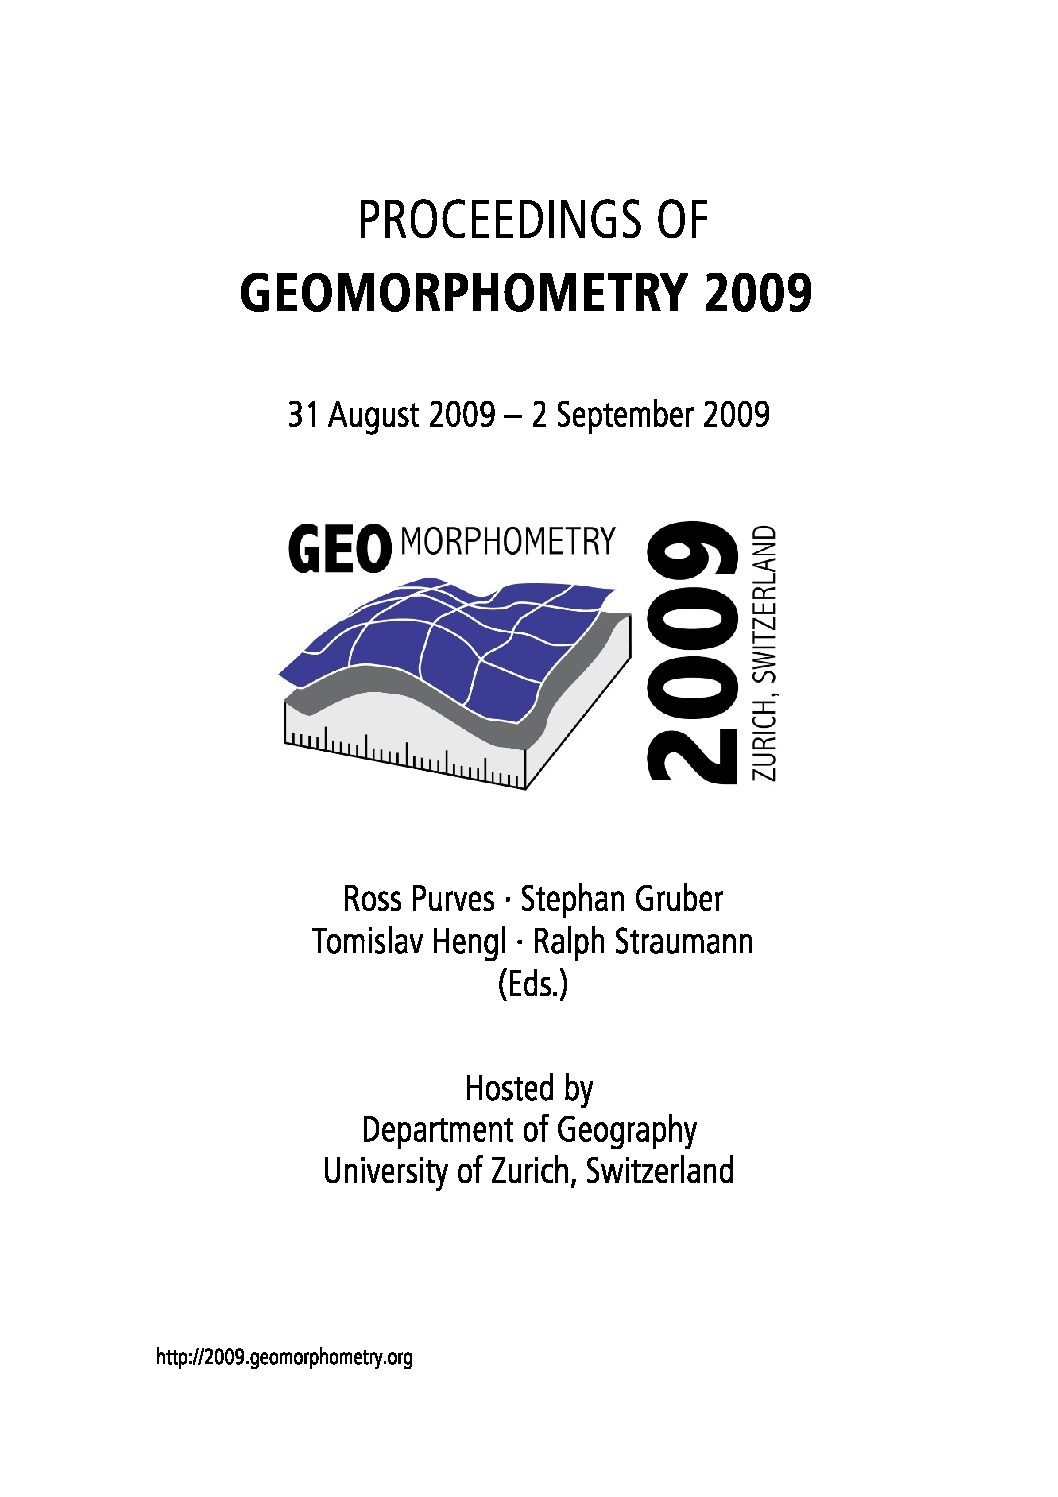 PROCEEDINGS OF
GEOMORPHOMETRY 2009
31 August 2009 – 2 September 2009
GEO MORPHOMETRY
2009
ZURICH, SWITZERLAND
Ross Purves · Stephan Gruber
Tomislav Hengl · Ralph Straumann
(Eds.)
Hosted by
Department of Geography
University of Zurich, Switzerland
http://2009.geomorphometry.org